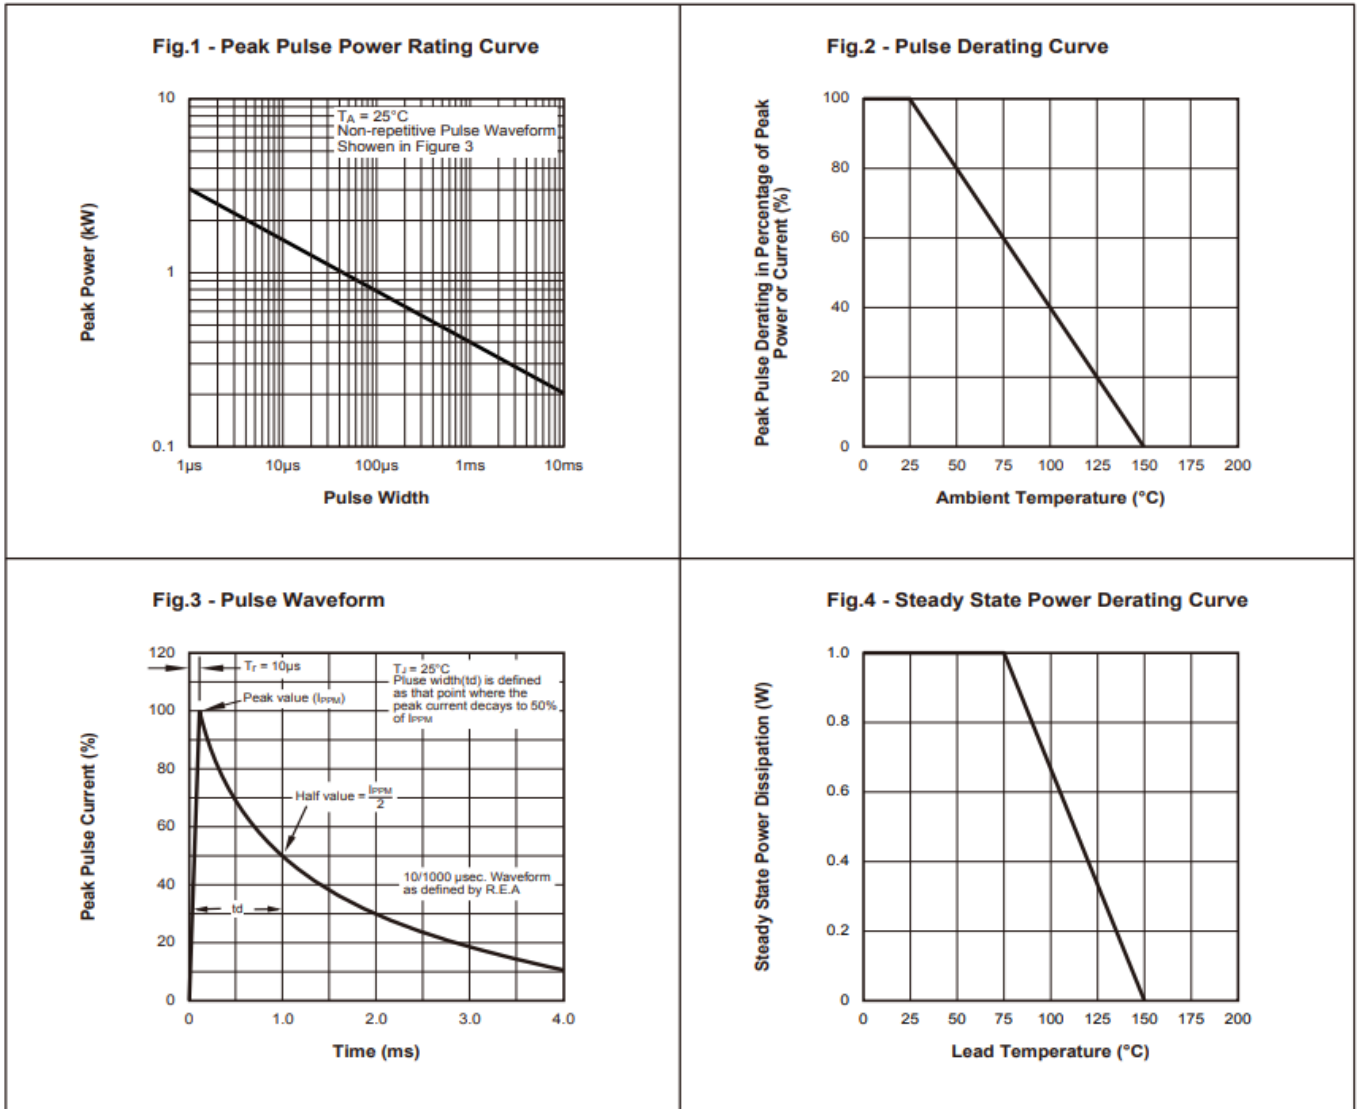 Fig.1 - Peak Pulse Power Rating Curve
10
1
0.1
Peak Power (kW)
TA = 25°C
Non-repetitive Pulse Waveform
Showen in Figure 3
1μs
10μs
100μs
1ms
10ms
Pulse Width
Fig.2 - Pulse Derating Curve
100
80
60
40
20
0
Peak Pulse Derating in Percentage of Peak
Power or Current (%)
0
25
50
75
100
125
150
175
200
Ambient Temperature (°C)
Fig.3 - Pulse Waveform
120
100
80
60
40
20
0
Peak Pulse Current (%)
Tr = 10μs
Peak value (IPPM)
TJ = 25°C
Pluse width(td) is defined
as that point where the
peak current decays to 50%
of IPPM
Half value = IPPM
2
10/1000 μsec. Waveform
as defined by R.E.A
td
0
1.0
2.0
3.0
4.0
Time (ms)
Fig.4 - Steady State Power Derating Curve
1.0
0.8
0.6
0.4
0.2
0
Steady State Power Dissipation (W)
0
25
50
75
100
125
150
175
200
Lead Temperature (°C)